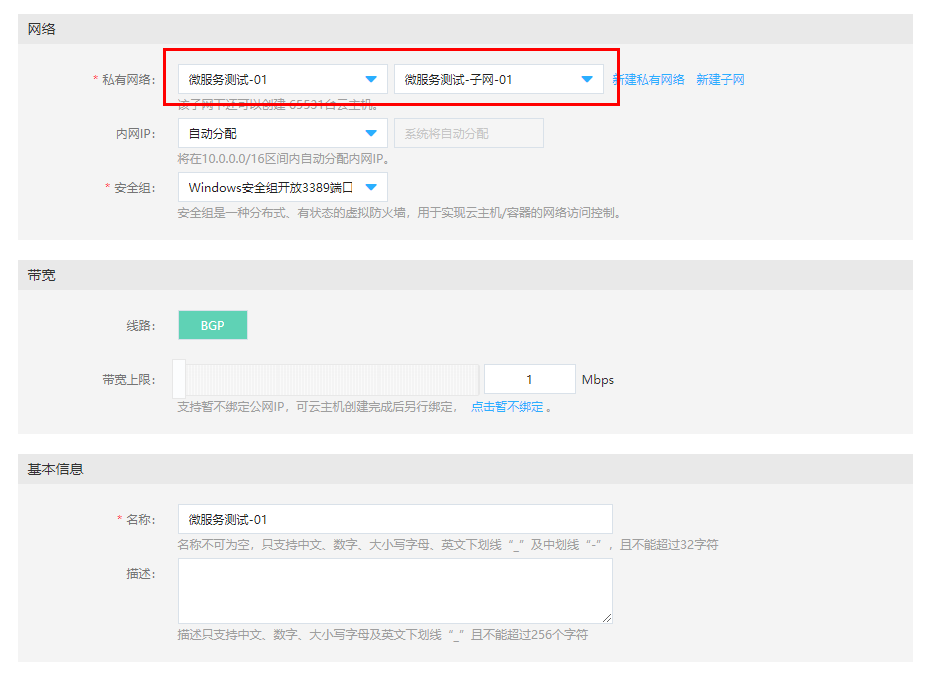 网络
* 私有网络: 微服务测试-01 微服务测试-子网-01 新建私有网络 新建子网
该子网下还可以创建 65531台云主机。
内网IP: 自动分配 系统将自动分配
将在10.0.0.0/16区间内自动分配内网IP。
* 安全组: Windows安全组开放3389端口
安全组是一种分布式、有状态的虚拟防火墙，用于实现云主机/容器的网络访问控制。
带宽
线路: BGP
带宽上限: 1 Mbps
支持暂不绑定公网IP，可云主机创建完成后另行绑定， 点击暂不绑定 。
基本信息
* 名称: 微服务测试-01
名称不可为空，只支持中文、数字、大小写字母、英文下划线“_”及中划线“-”，且不能超过32字符
描述:
描述只支持中文、数字、大小写字母及英文下划线“_”且不能超过256个字符